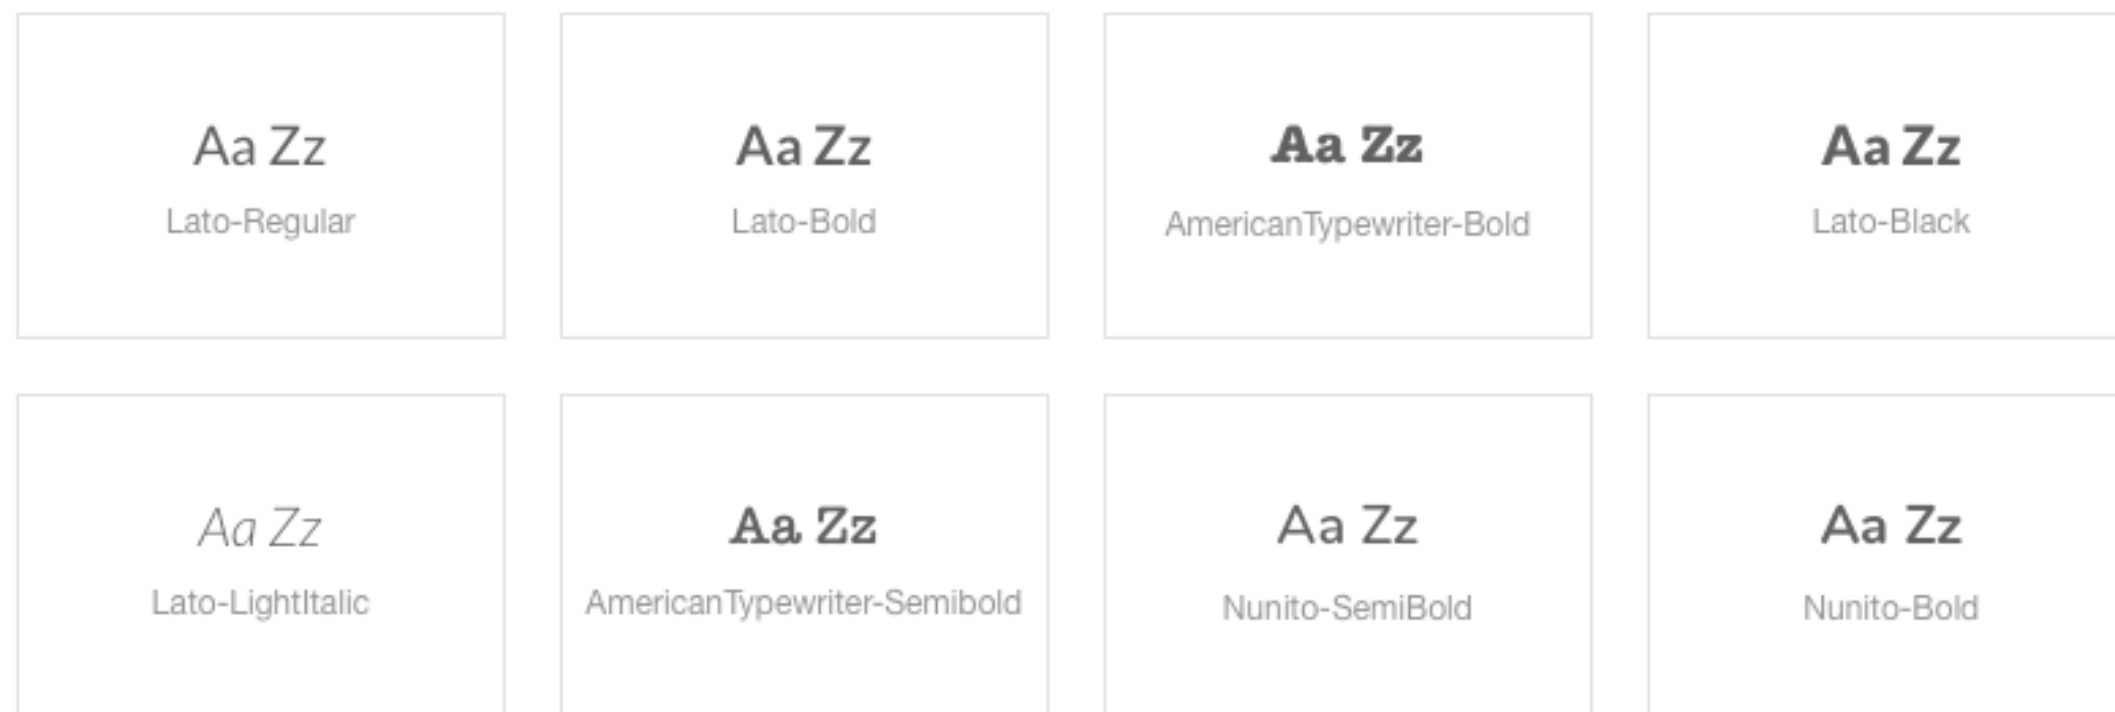 Aa Zz
Lato-Regular
Aa Zz
Lato-Bold
Aa Zz
AmericanTypewriter-Bold
Aa Zz
Lato-Black
Aa Zz
Lato-LightItalic
Aa Zz
AmericanTypewriter-Semibold
Aa Zz
Nunito-SemiBold
Aa Zz
Nunito-Bold